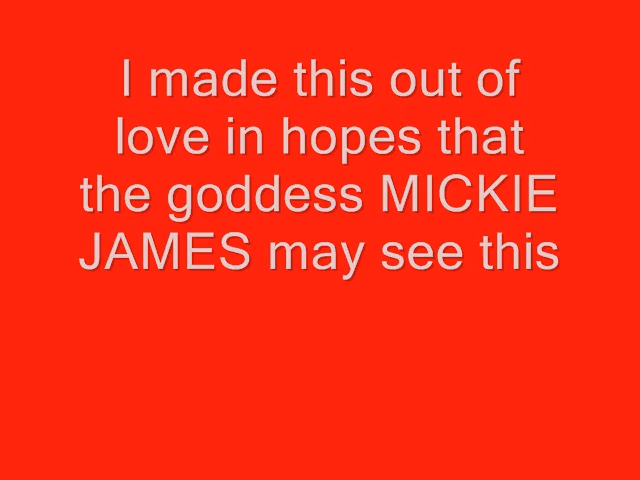 I made this out of
love in hopes that
the goddess MICKIE
JAMES may see this